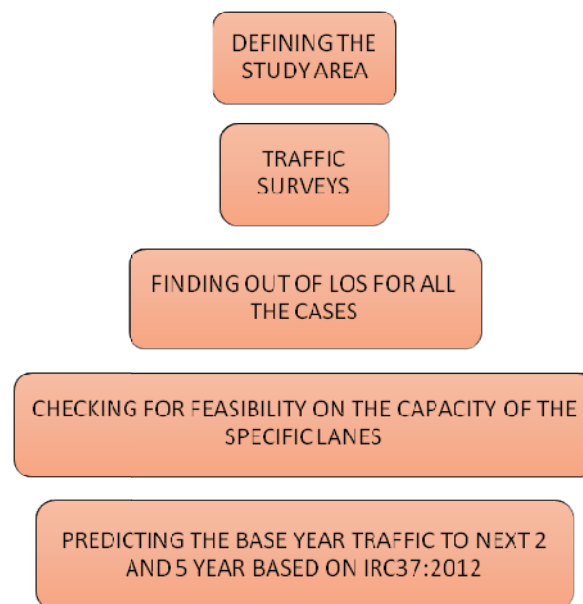 DEFINING THE
STUDY AREA
TRAFFIC
SURVEYS
FINDING OUT OF LOS FOR ALL
THE CASES
CHECKING FOR FEASIBILITY ON THE CAPACITY OF THE
SPECIFIC LANES
PREDICTING THE BASE YEAR TRAFFIC TO NEXT 2
AND 5 YEAR BASED ON IRC37:2012